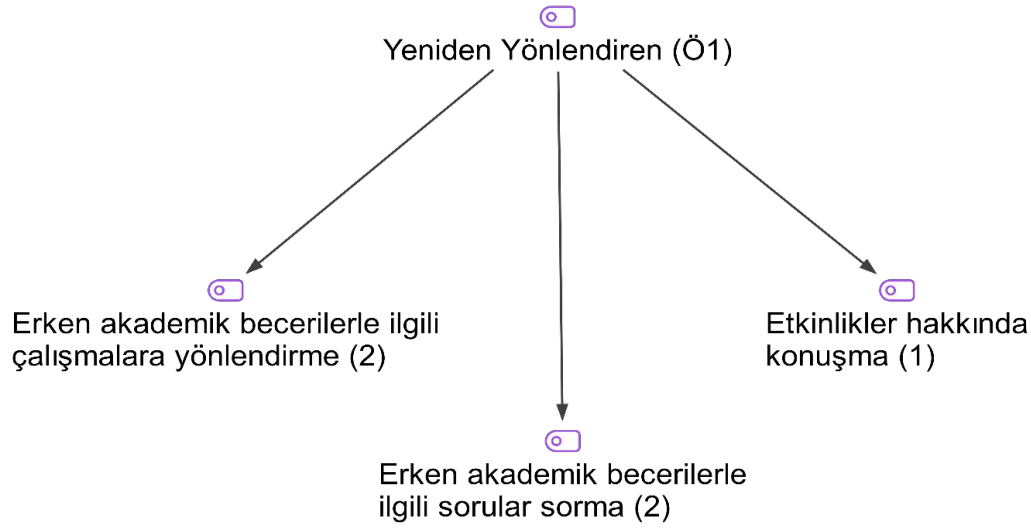 Yeniden Yönlendiren (Ö1)
Erken akademik becerilerle ilgili
çalışmalara yönlendirme (2)
Etkinlikler hakkında
konuşma (1)
Erken akademik becerilerle
ilgili sorular sorma (2)